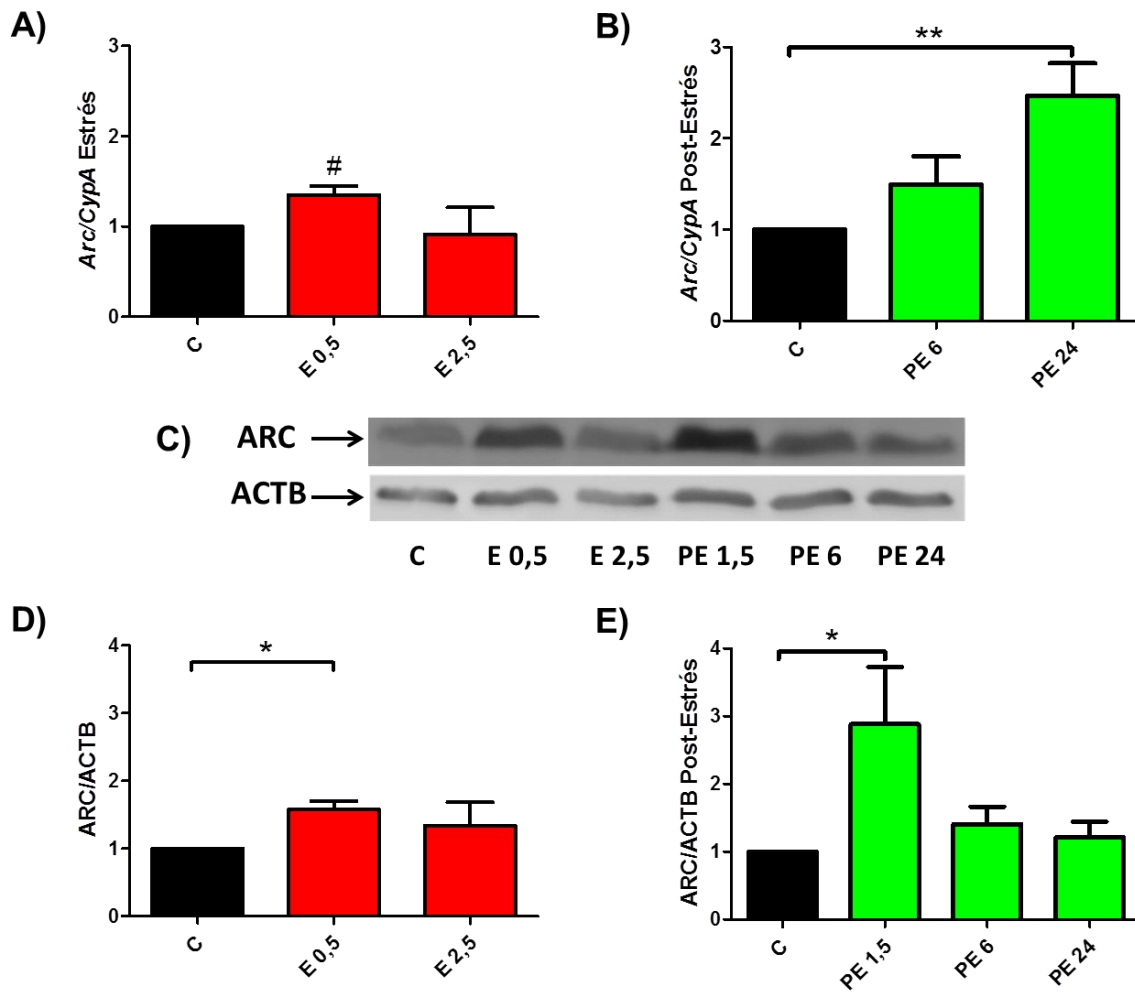 A)
3
2
1
0
Arc/CypA Estrés
#
C
E 0,5
E 2,5
B)
3
2
1
0
Arc/CypA Post-Estrés
**
C
PE 6
PE 24
C)
ARC
ACTB
C E 0,5 E 2,5 PE 1,5 PE 6 PE 24
D)
4
3
2
1
0
ARC/ACTB
*
C
E 0,5
E 2,5
E)
4
3
2
1
0
ARC/ACTB Post-Estrés
*
C
PE 1,5
PE 6
PE 24